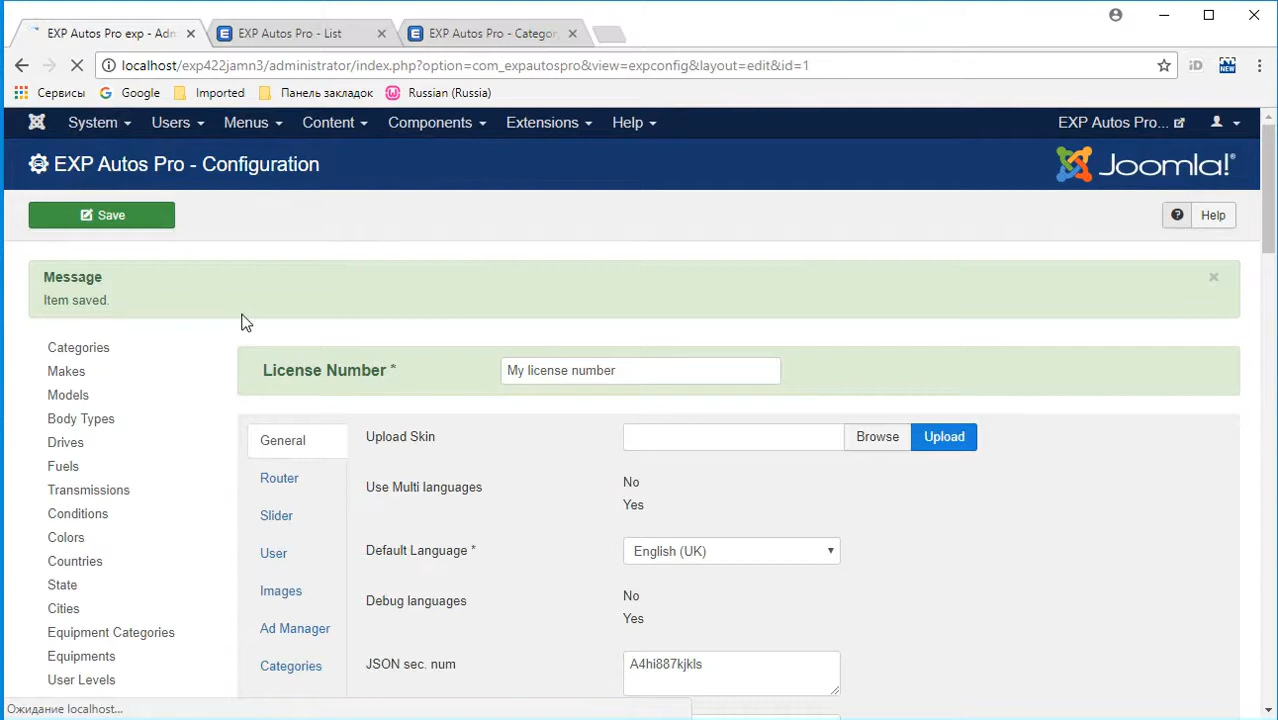 EXP Autos Pro exp - Adn
EXP Autos Pro - List
EXP Autos Pro - Categor
localhost/exp422jamn3/administrator/index.php?option=com_expautospro&view=expconfig&layout=edit&id=1
iD
NEW
Сервисы
Google
Imported
Панель закладок
Russian (Russia)
System
Users
Menus
Content
Components
Extensions
Help
EXP Autos Pro...
EXP Autos Pro - Configuration
Joomla!®
Save
Help
Message
Item saved.
License Number *
My license number
Categories
Makes
Models
Body Types
Drives
Fuels
Transmissions
Conditions
Colors
Countries
State
Cities
Equipment Categories
Equipments
User Levels
General
Router
Slider
User
Images
Ad Manager
Categories
Upload Skin
Browse
Upload
Use Multi languages
No
Yes
Default Language *
English (UK)
Debug languages
No
Yes
JSON sec. num
A4hi887kjkls
Ожидание localhost...